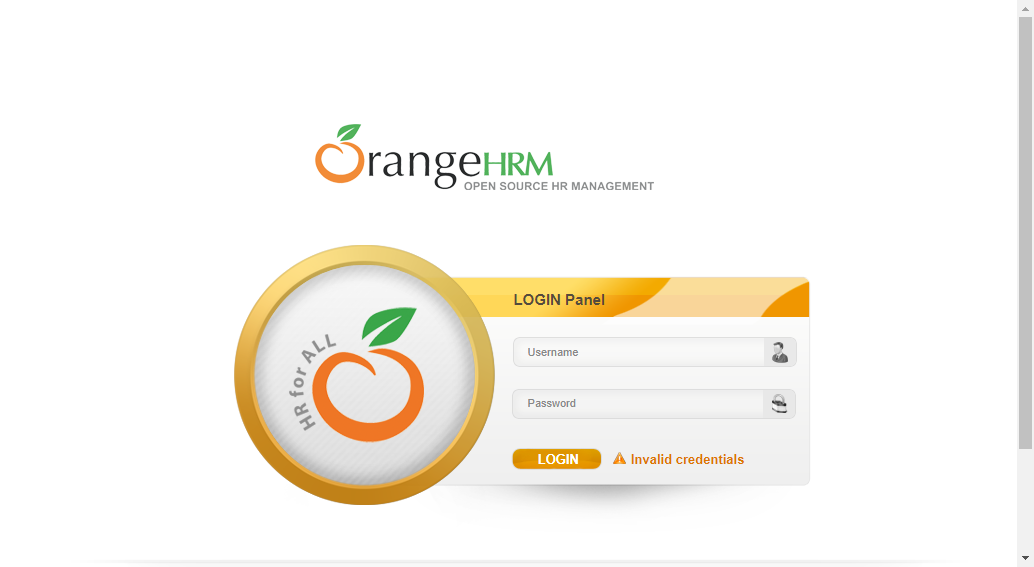 OrangeHRM
OPEN SOURCE HR MANAGEMENT
HR for ALL
LOGIN Panel
Username
Password
LOGIN
Invalid credentials